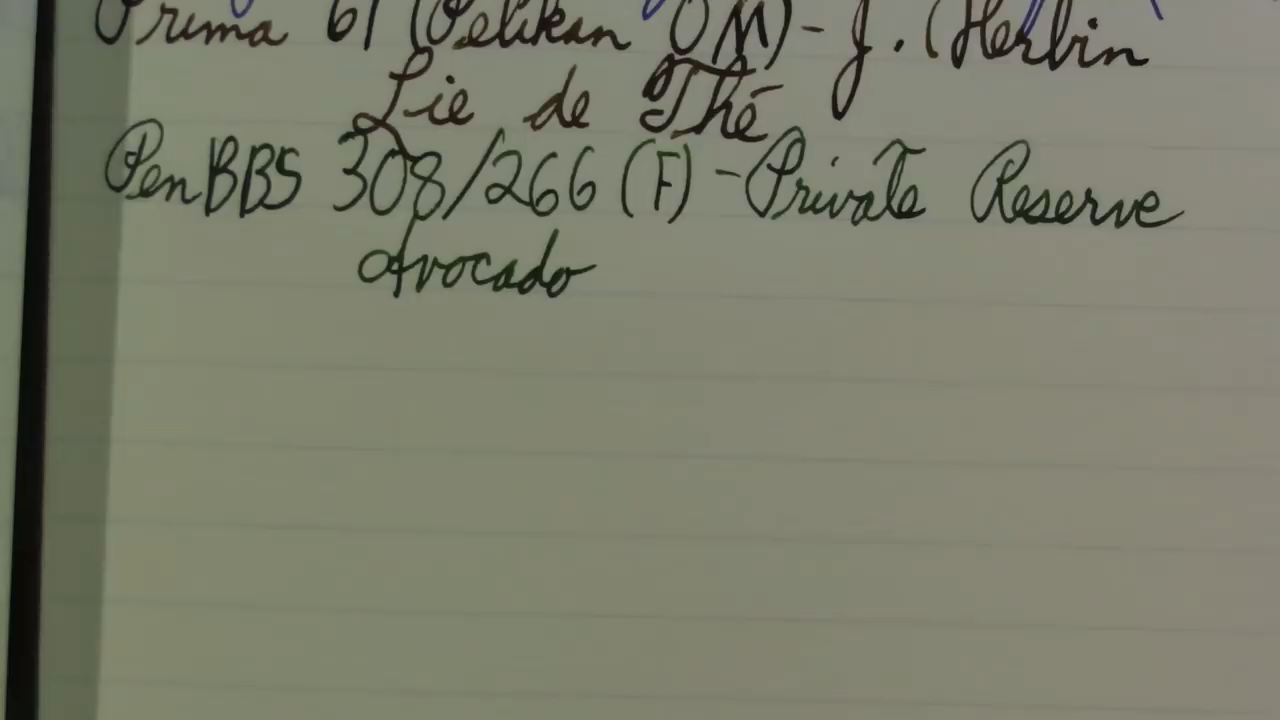 Prima 61 (Pelikan OM) - J. Herbin
Lie de Thé
PenBBS 308/266 (F) - Private Reserve
Avocado